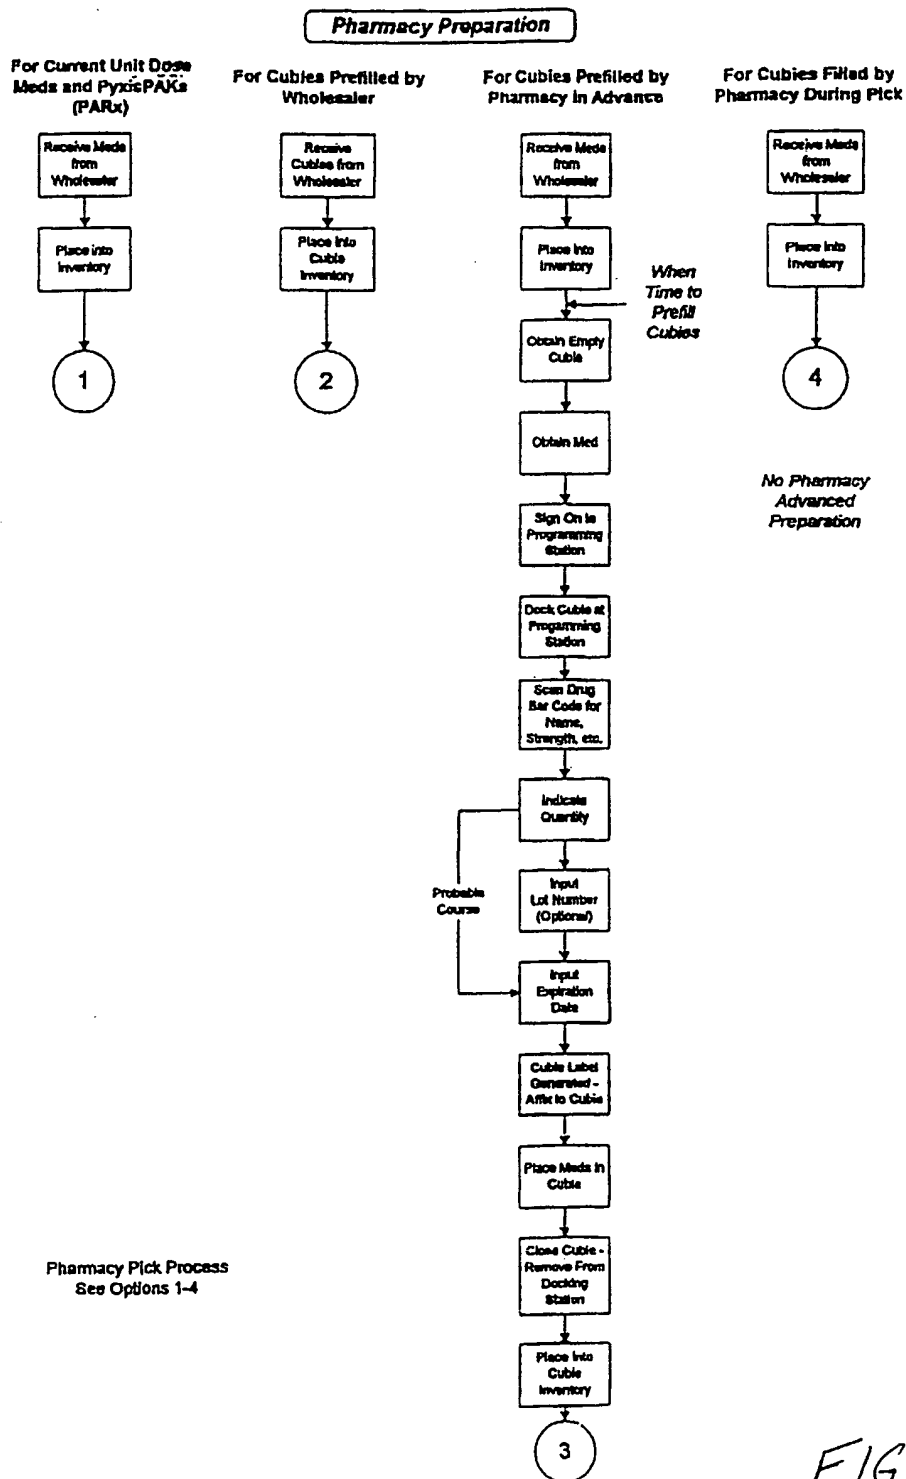 Pharmacy Preparation
For Current Unit Dose
Meds and PyxisPAKs
(PARx)
Receive Meds
from
Wholesaler
Place into
Inventory
1
For Cubies Prefilled by
Wholesaler
Receive
Cubies from
Wholesaler
Place into
Cubie
Inventory
2
For Cubies Prefilled by
Pharmacy in Advance
Receive Meds
from
Wholesaler
Place into
Inventory
When
Time to
Prefill
Cubies
Obtain Empty
Cubie
Obtain Med
Sign On to
Programming
Station
Dock Cubie at
Progamming
Station
Scan Drug
Bar Code for
Name,
Strength, etc.
Indicate
Quantity
Probable
Course
Input
Lot Number
(Optional)
Input
Expiration
Date
Cubie Label
Generated -
Affix to Cubie
Place Meds in
Cubie
Close Cubie -
Remove From
Docking
Station
Place Into
Cubie
Inventory
3
For Cubies Filled by
Pharmacy During Pick
Receive Meds
from
Wholesaler
Place Into
Inventory
4
No Pharmacy
Advanced
Preparation
Pharmacy Pick Process
See Options 1-4
FIG